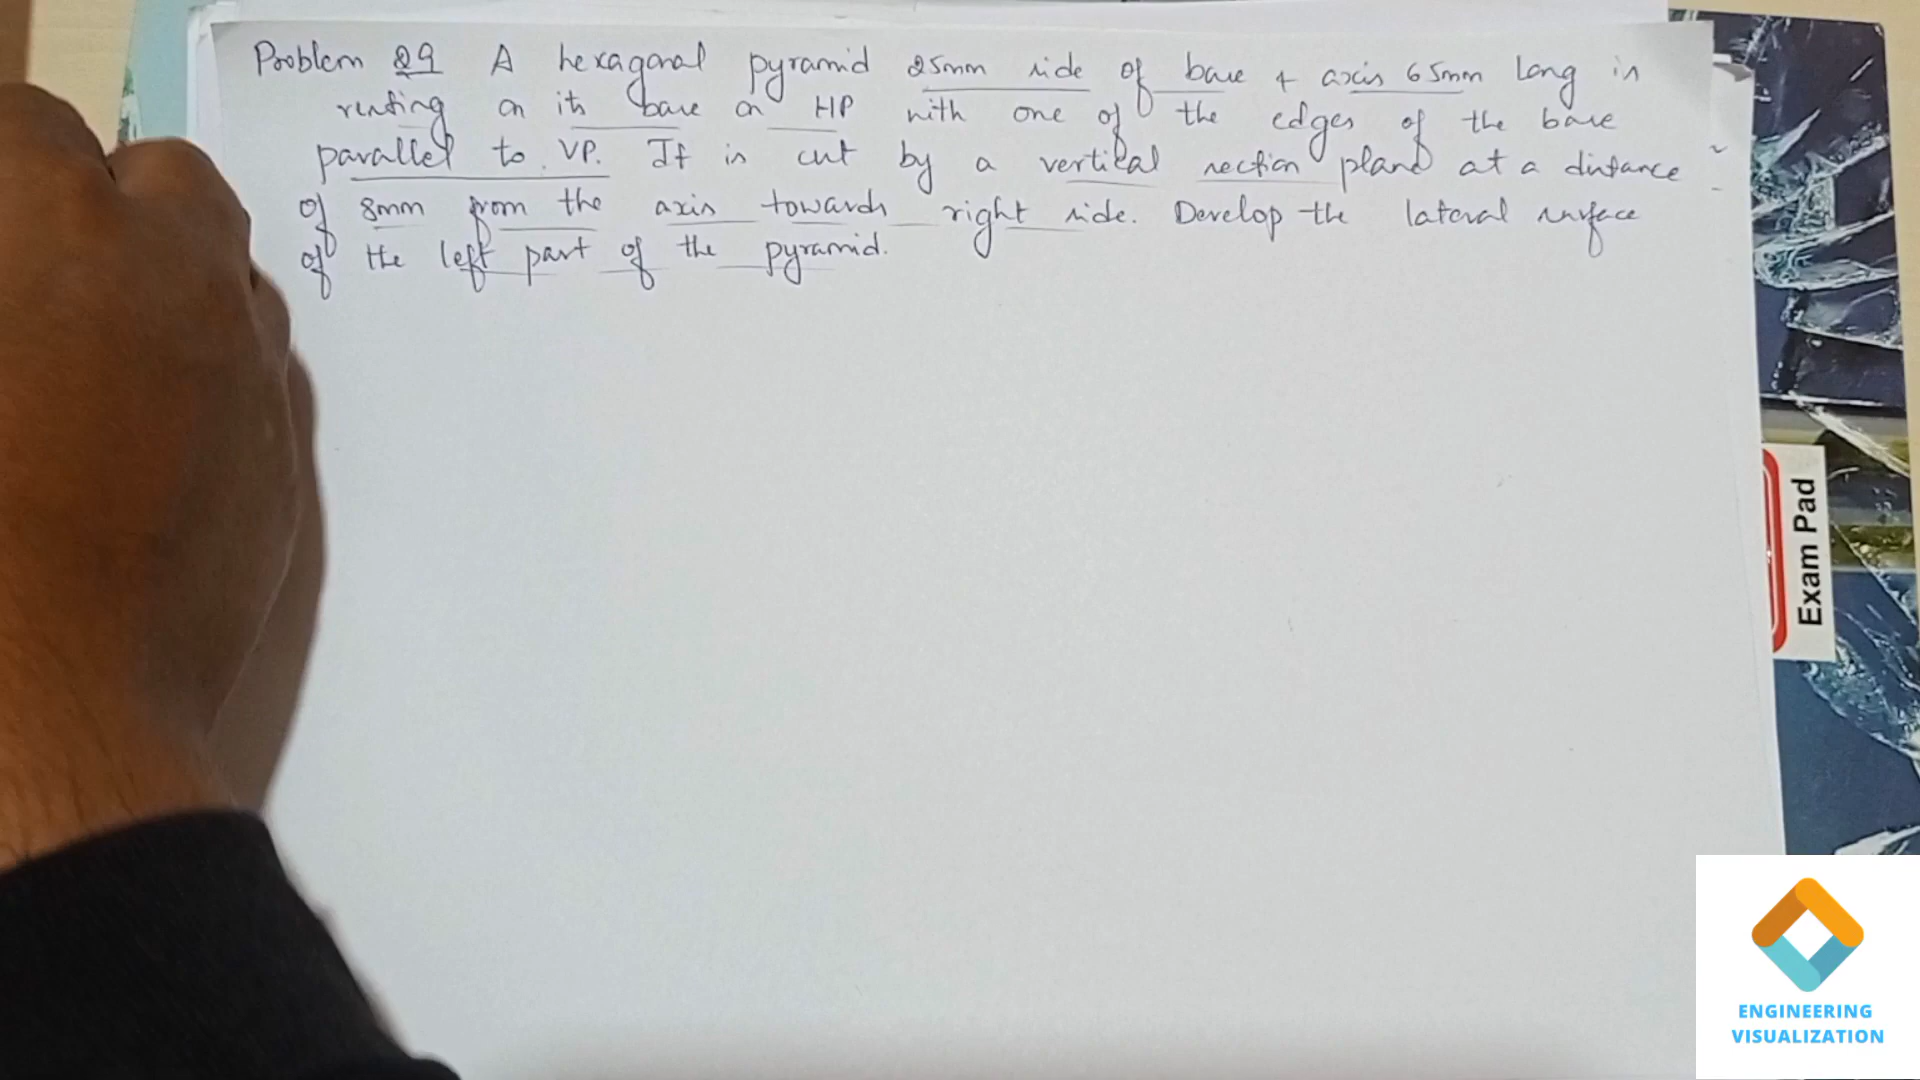 Problem 29 A hexagonal pyramid 25mm side of base & axis 65mm long is
resting on its base on HP with one of the edges of the base
parallel to VP. It is cut by a vertical section plane at a distance
of 8mm from the axis towards right side. Develop the lateral surface
of the left part of the pyramid.
Exam Pad
ENGINEERING
VISUALIZATION